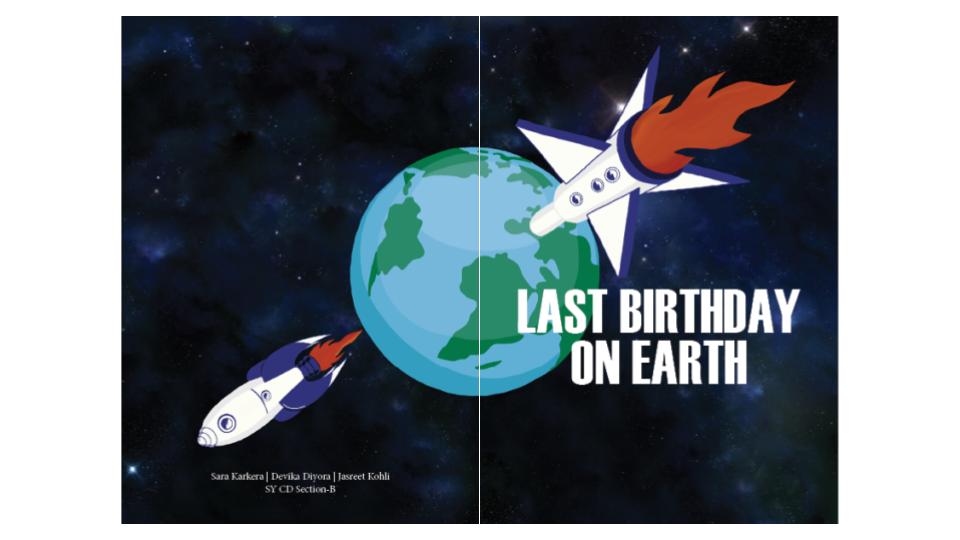 LAST BIRTHDAY
ON EARTH
Sara Karkera | Devika Diyora | Jasreet Kohli
SY CD Section-B